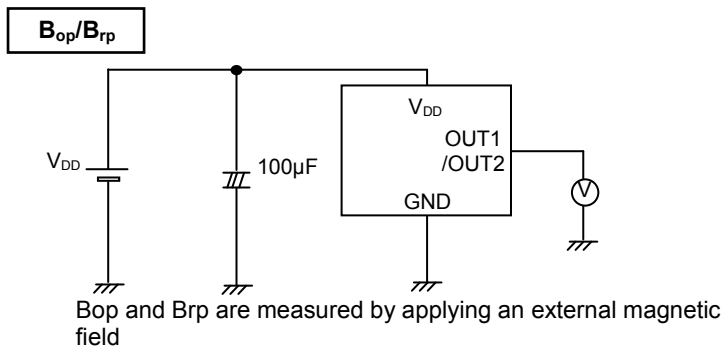 Bop/Brp
VDD
OUT1
/OUT2
VDD
100µF
GND
V
Bop and Brp are measured by applying an external magnetic
field